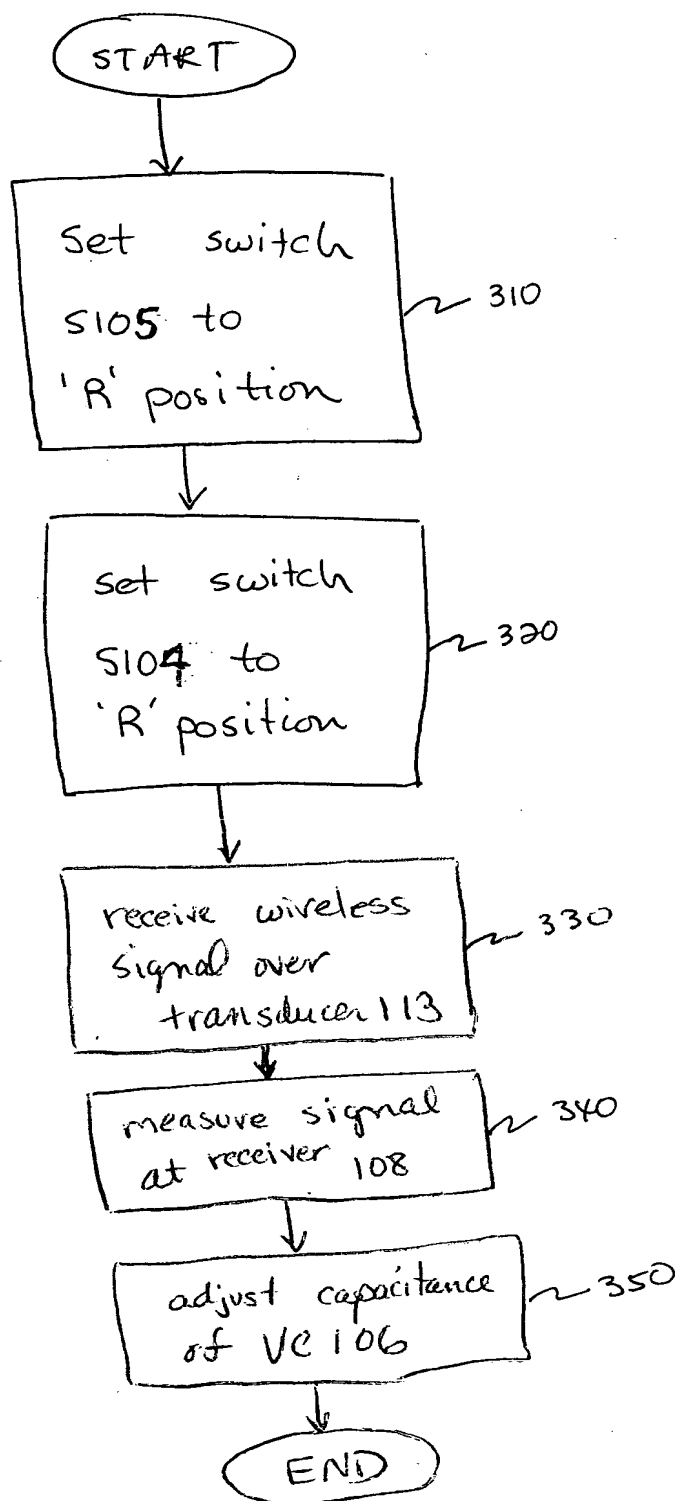 START
Set switch
S105 to
'R' position
310
set switch
S104 to
'R' position
320
receive wireless
signal over
transducer 113
330
measure signal
at receiver 108
340
adjust capacitance
of VC 106
350
END